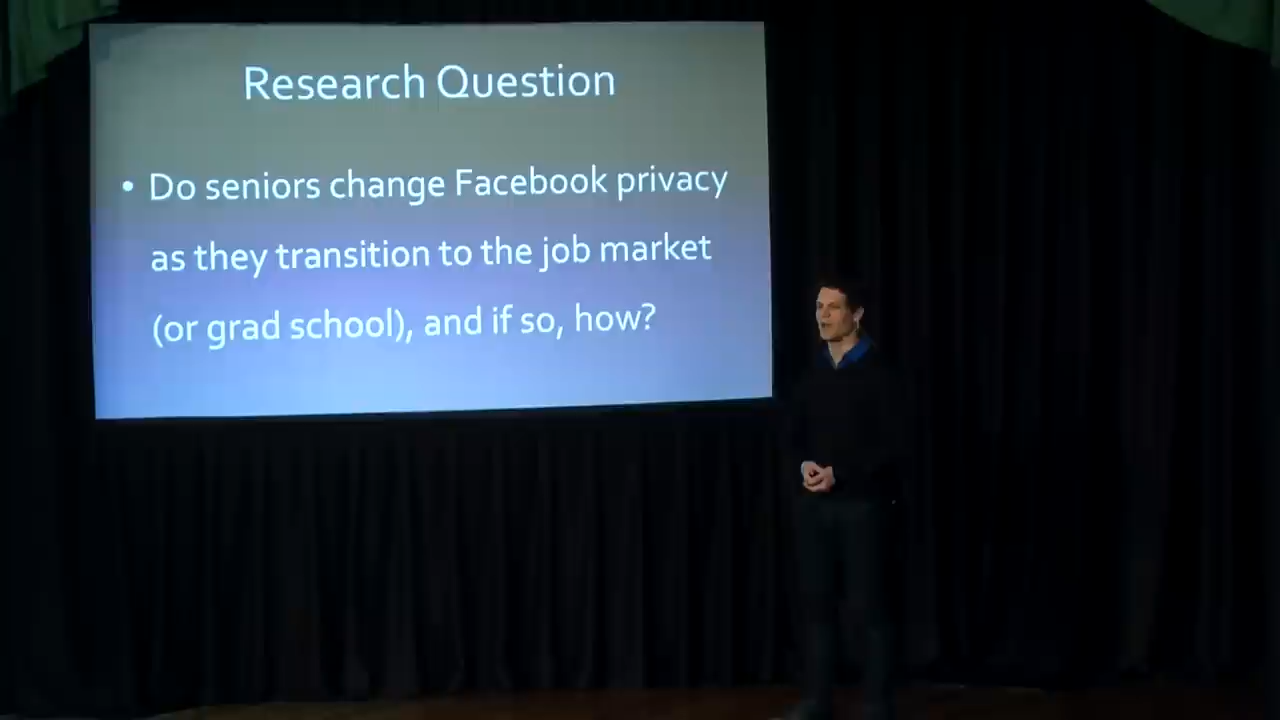 Research Question
• Do seniors change Facebook privacy
as they transition to the job market
(or grad school), and if so, how?